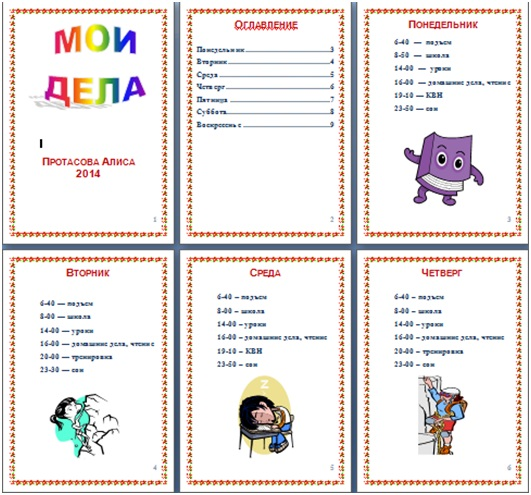 МОИ
ДЕЛА
ПРОТАСОВА АЛИСА
2014
1
ОГЛАВЛЕНИЕ
Понедельник 3
Вторник 4
Среда 5
Четверг 6
Пятница 7
Суббота 8
Воскресенье 9
2
ПОНЕДЕЛЬНИК
6-40 — подъем
8-50 — школа
14-00 — уроки
16-00 — домашние дела, чтение
19-10 — КВН
23-50 — сон
3
ВТОРНИК
6-40 — подъем
8-00 — школа
14-00 — уроки
16-00 — домашние дела, чтение
20-00 — тренировка
23-30 — сон
4
СРЕДА
6-40 – подъем
8-00 – школа
14-00 – уроки
16-00 – домашние дела, чтение
19-10 – КВН
23-50 – сон
Z
5
ЧЕТВЕРГ
6-40 – подъем
8-00 – школа
14-00 – уроки
16-00 – домашние дела, чтение
20-00 – тренировка
23-00 – сон
6